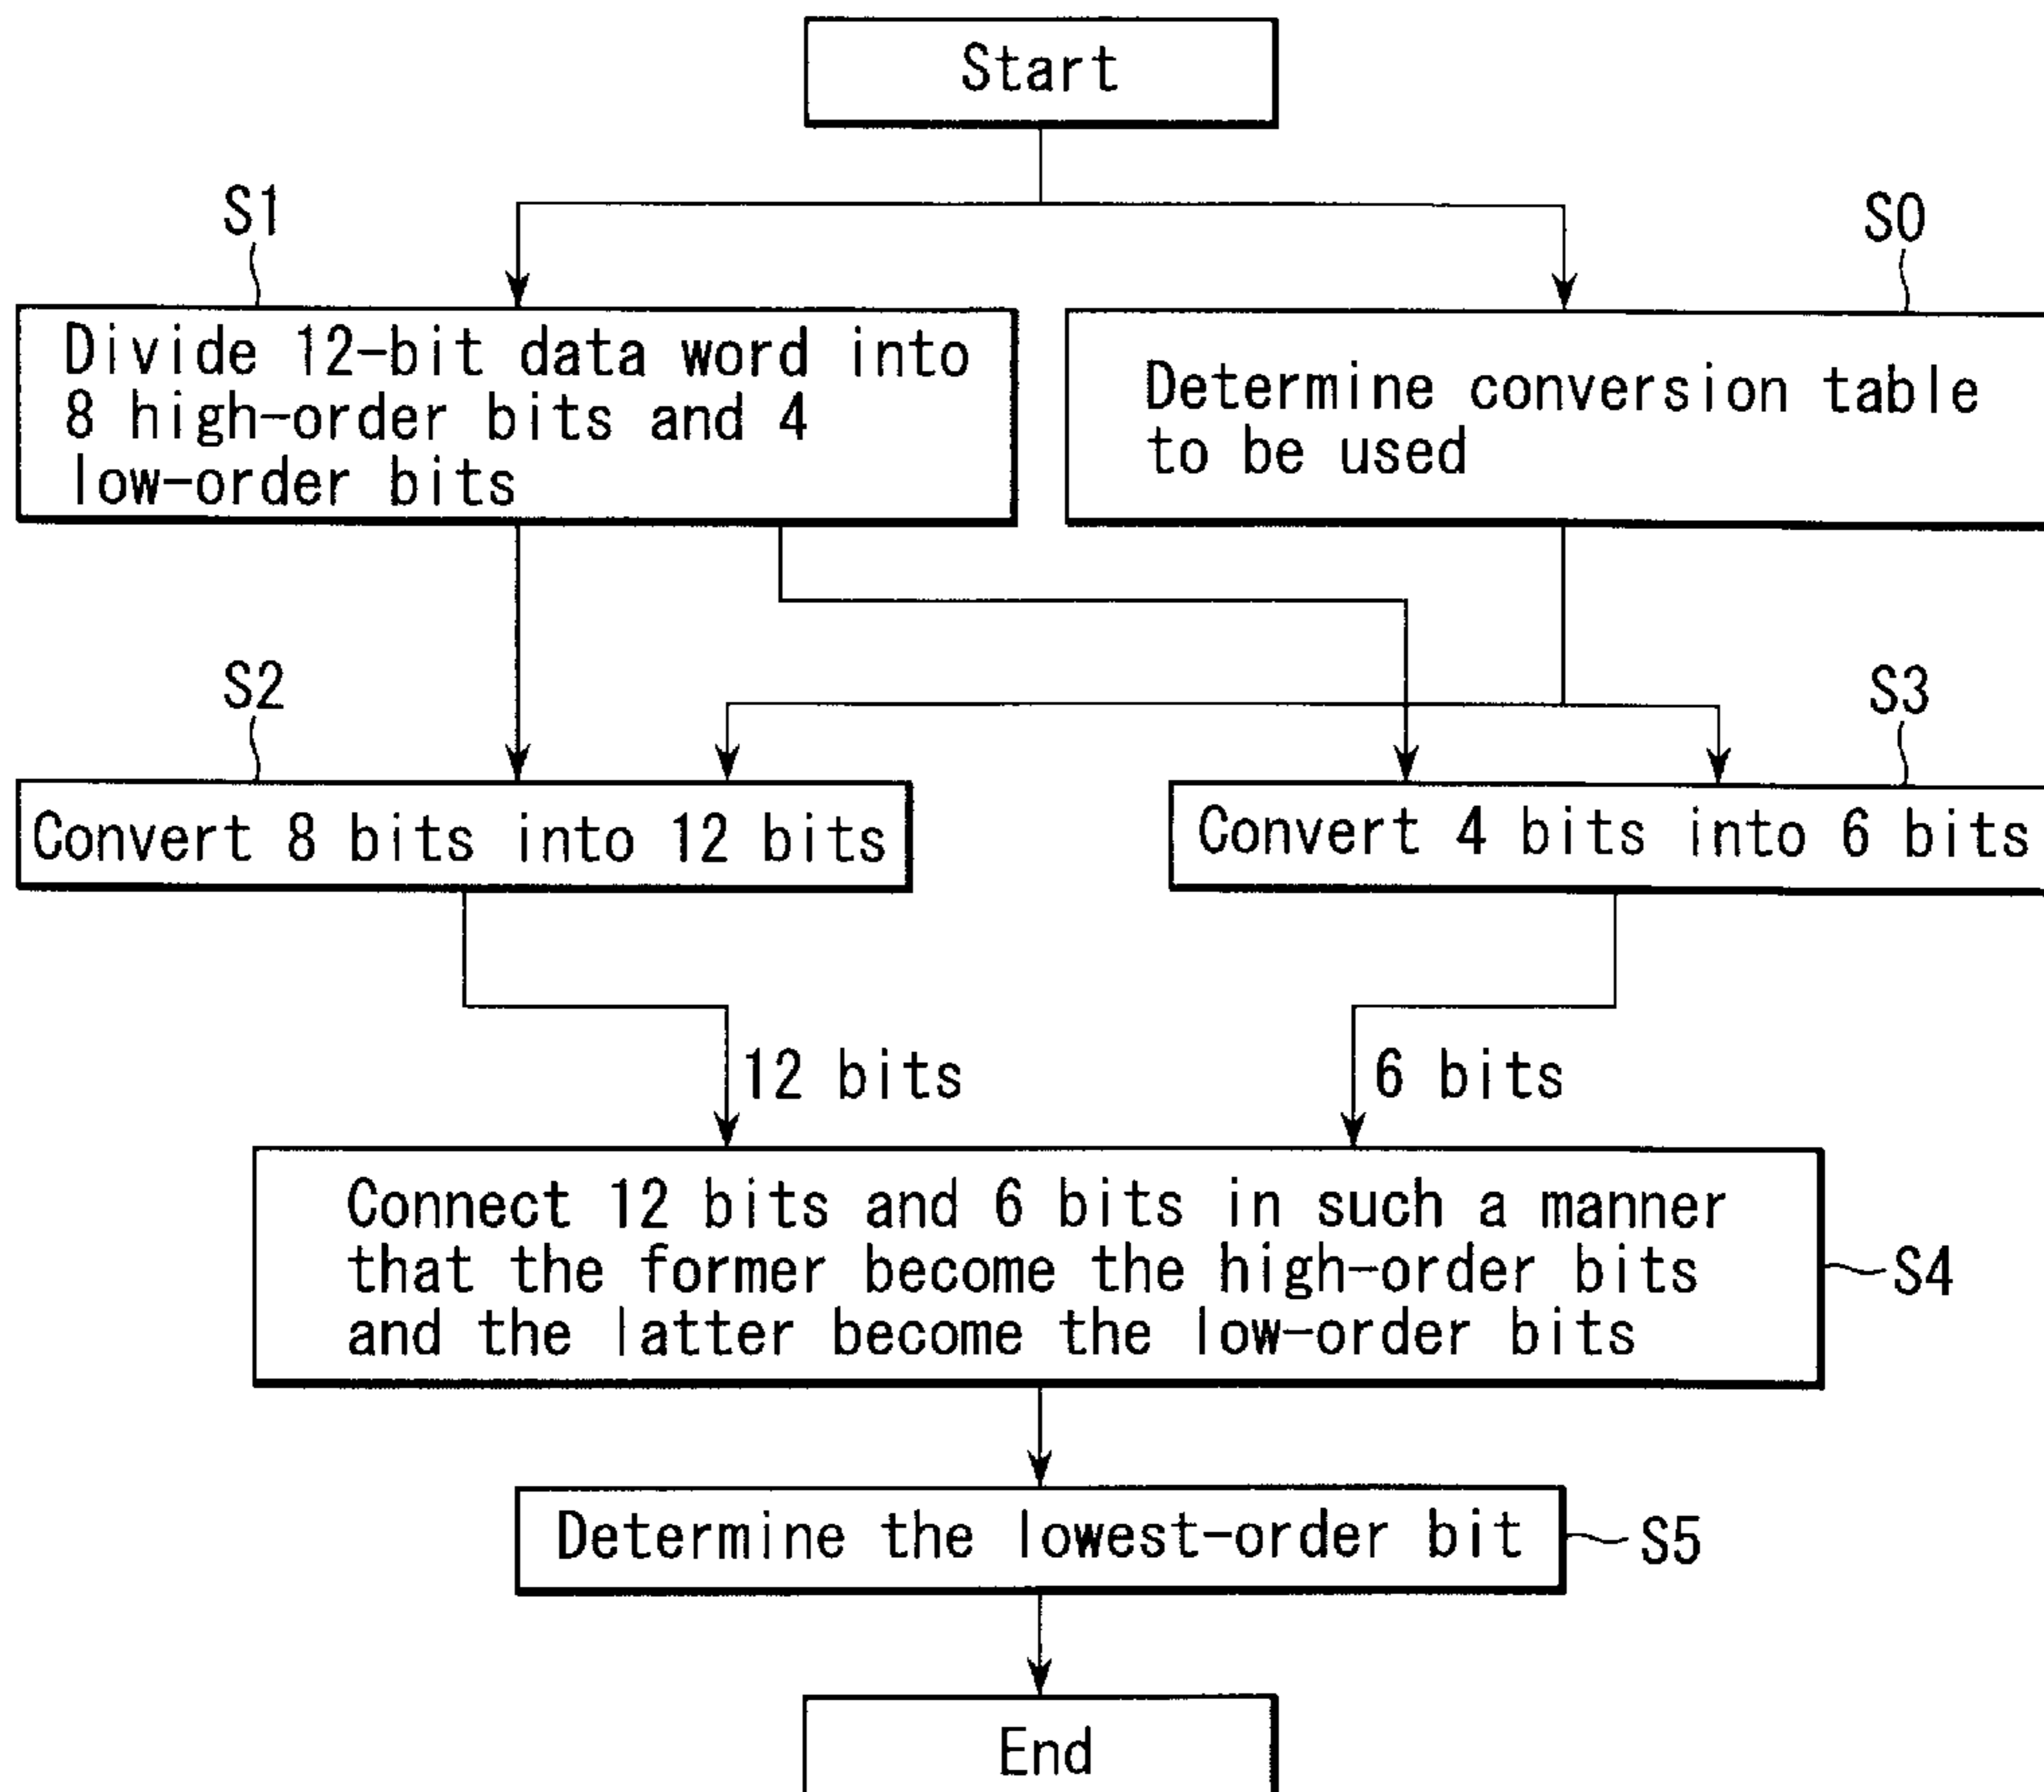 Start
S1
S0
Divide 12-bit data word into
8 high-order bits and 4
low-order bits
Determine conversion table
to be used
S2
S3
Convert 8 bits into 12 bits
Convert 4 bits into 6 bits
12 bits
6 bits
Connect 12 bits and 6 bits in such a manner
that the former become the high-order bits
and the latter become the low-order bits
S4
Determine the lowest-order bit
S5
End